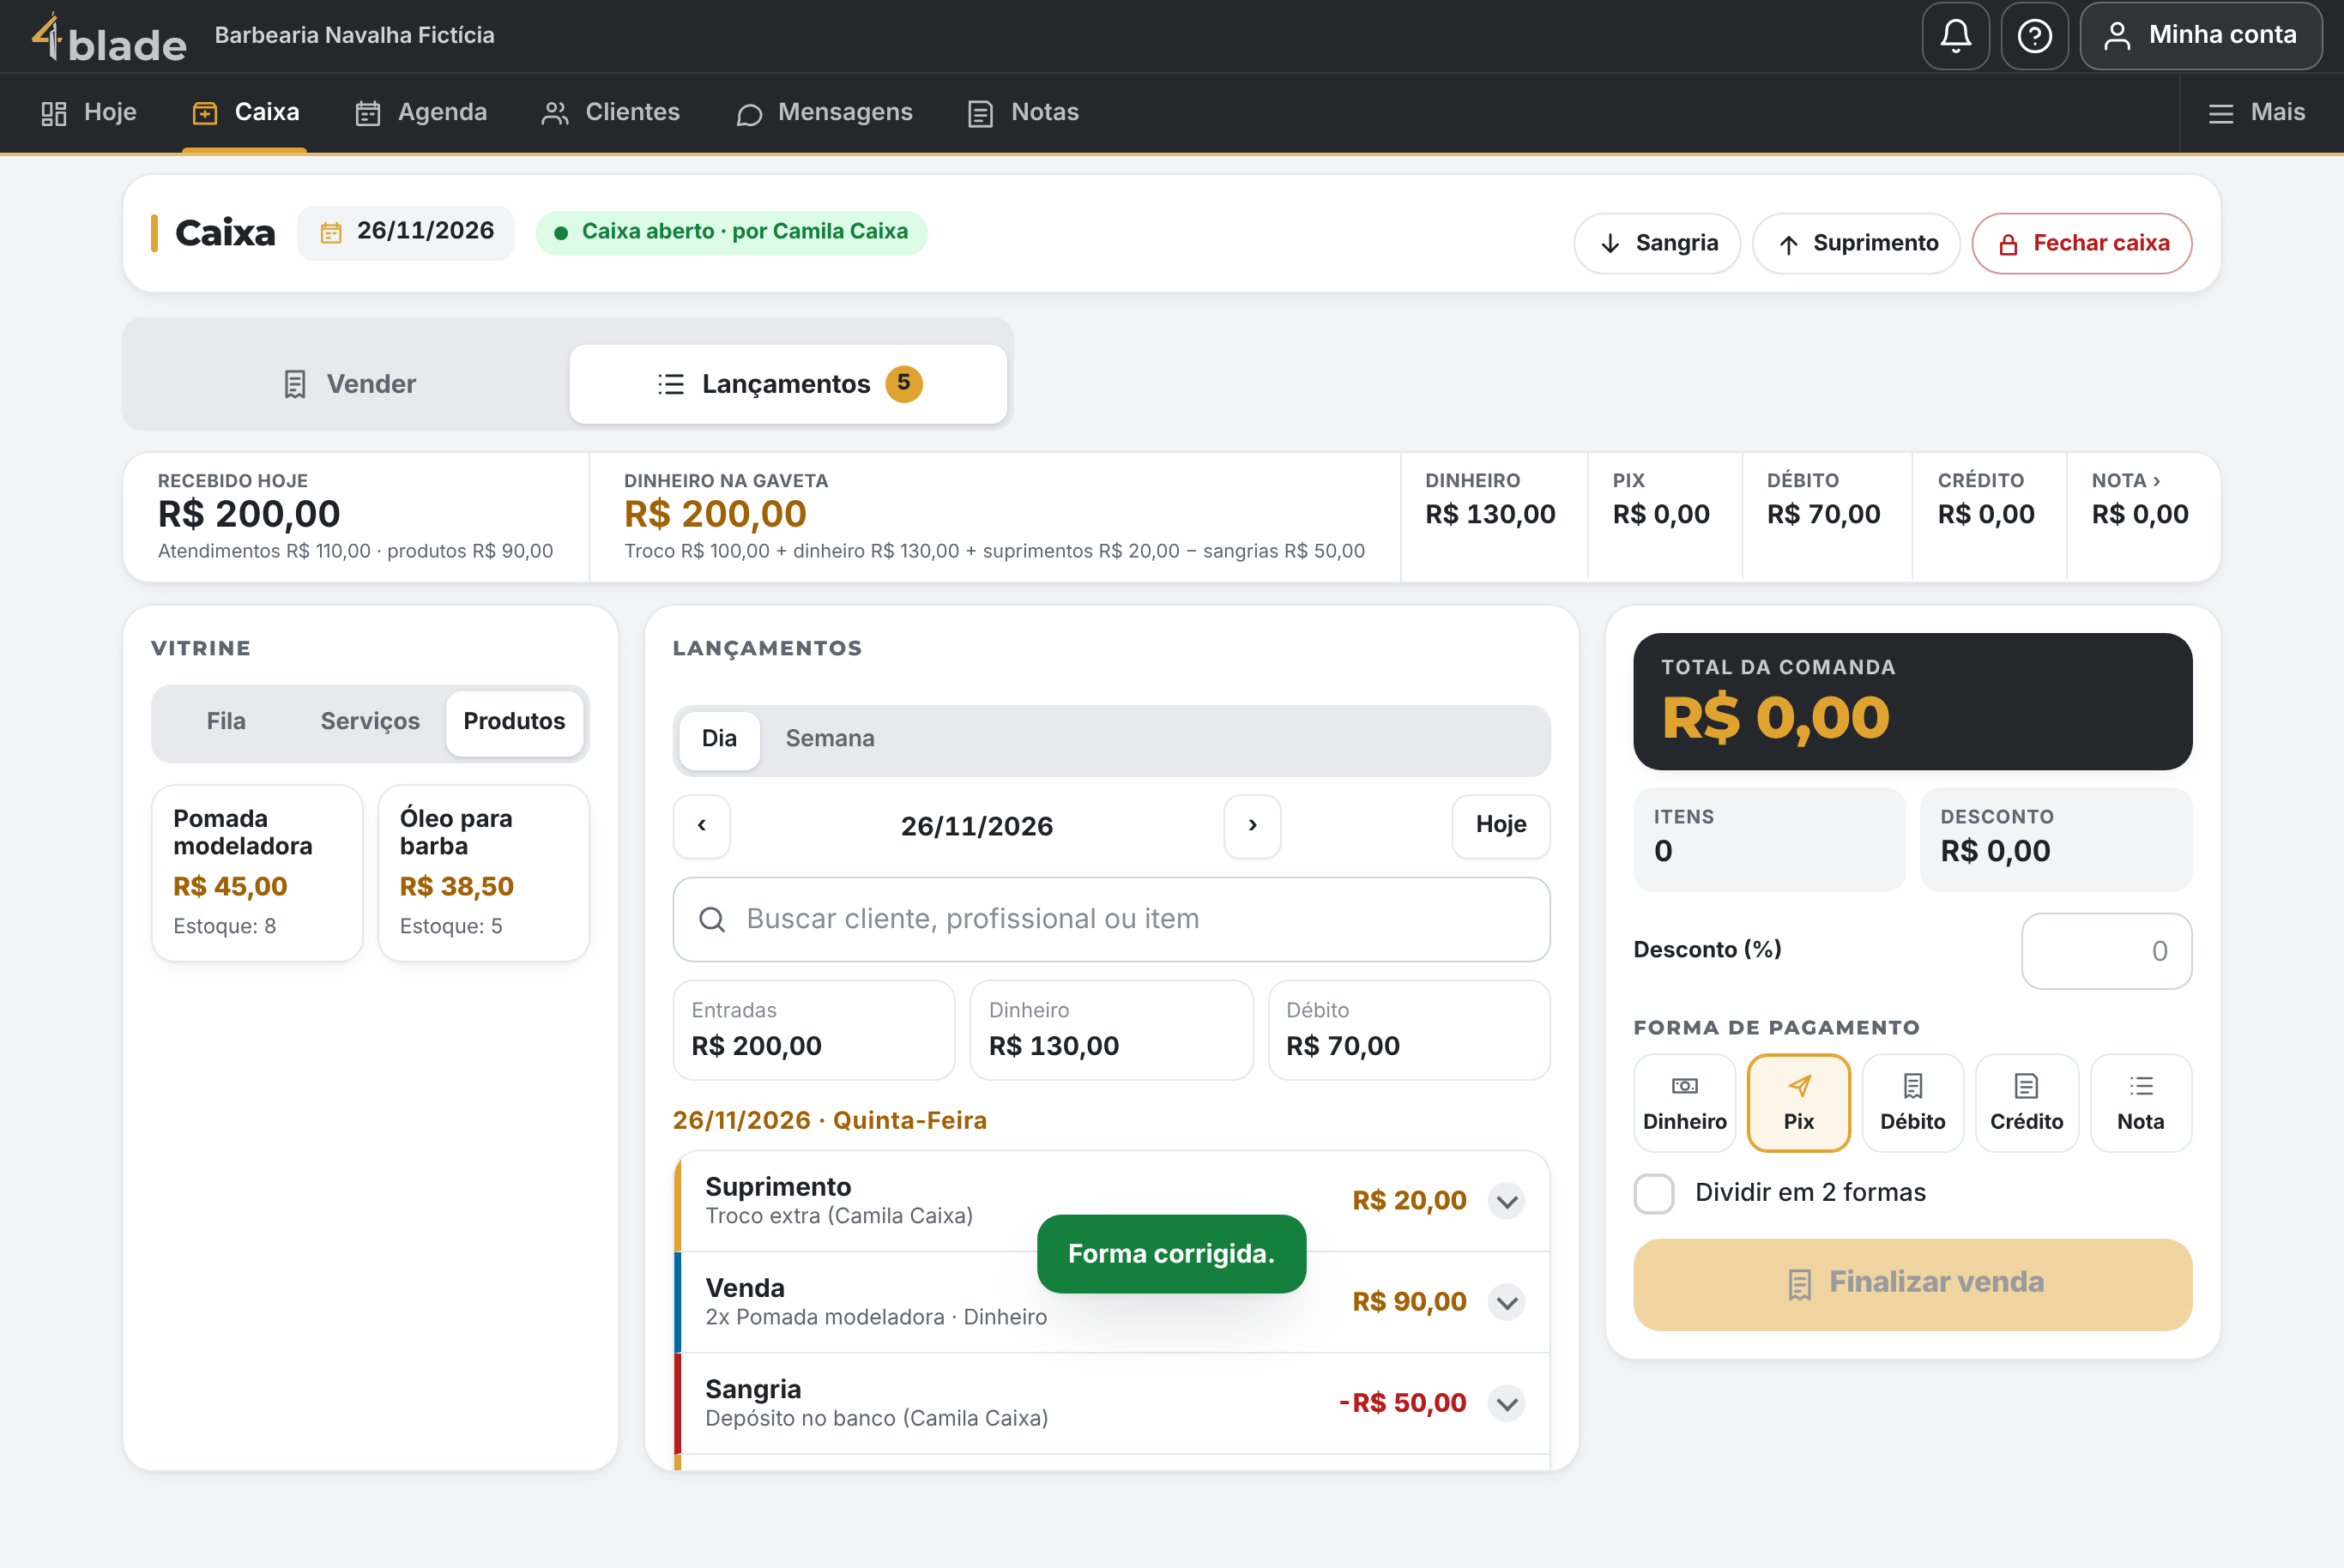 4blade
Barbearia Navalha Fictícia
Minha conta
Hoje
Caixa
Agenda
Clientes
Mensagens
Notas
Mais
Caixa
26/11/2026
Caixa aberto · por Camila Caixa
Sangria
Suprimento
Fechar caixa
Vender
Lançamentos
5
RECEBIDO HOJE
R$ 200,00
Atendimentos R$ 110,00 · produtos R$ 90,00
DINHEIRO NA GAVETA
R$ 200,00
Troco R$ 100,00 + dinheiro R$ 130,00 + suprimentos R$ 20,00 − sangrias R$ 50,00
DINHEIRO
R$ 130,00
PIX
R$ 0,00
DÉBITO
R$ 70,00
CRÉDITO
R$ 0,00
NOTA ›
R$ 0,00
VITRINE
Fila
Serviços
Produtos
Pomada
modeladora
R$ 45,00
Estoque: 8
Óleo para
barba
R$ 38,50
Estoque: 5
LANÇAMENTOS
Dia
Semana
‹
26/11/2026
›
Hoje
Buscar cliente, profissional ou item
Entradas
R$ 200,00
Dinheiro
R$ 130,00
Débito
R$ 70,00
26/11/2026 · Quinta-Feira
Suprimento
Troco extra (Camila Caixa)
R$ 20,00
Forma corrigida.
Venda
2x Pomada modeladora · Dinheiro
R$ 90,00
Sangria
Depósito no banco (Camila Caixa)
-R$ 50,00
TOTAL DA COMANDA
R$ 0,00
ITENS
0
DESCONTO
R$ 0,00
Desconto (%)
0
FORMA DE PAGAMENTO
Dinheiro
Pix
Débito
Crédito
Nota
Dividir em 2 formas
Finalizar venda